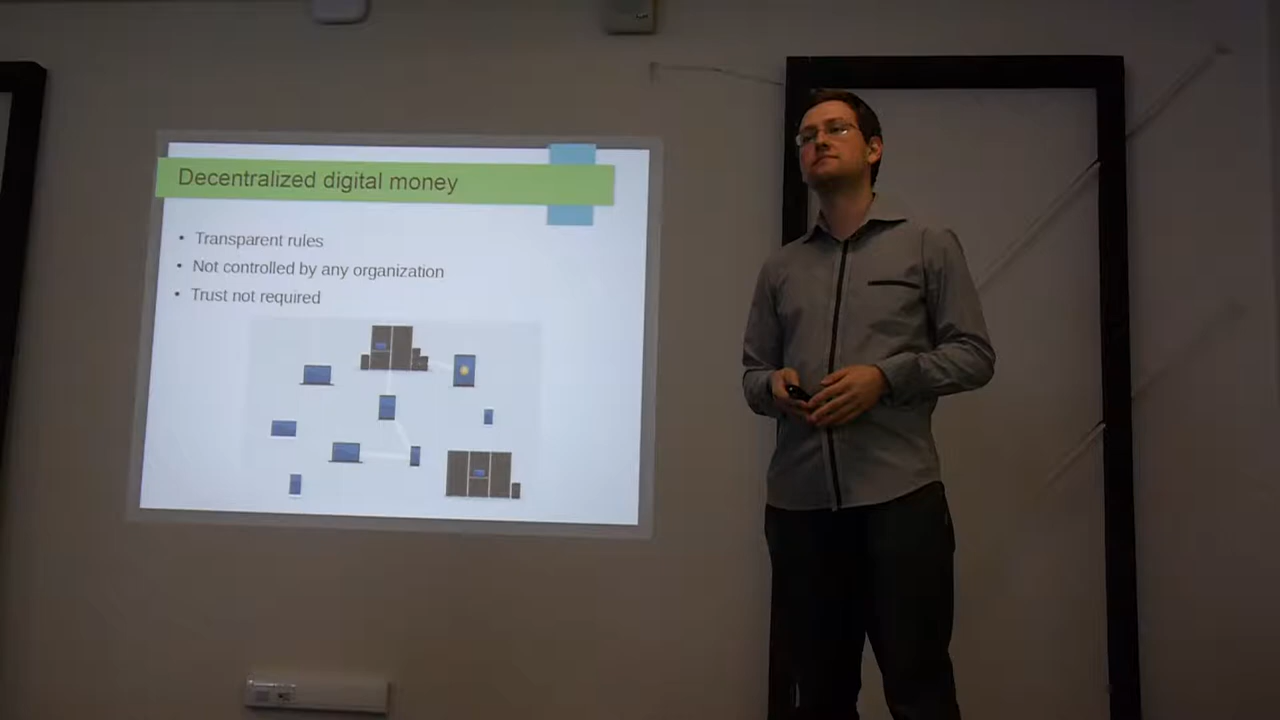 Decentralized digital money
• Transparent rules
• Not controlled by any organization
• Trust not required